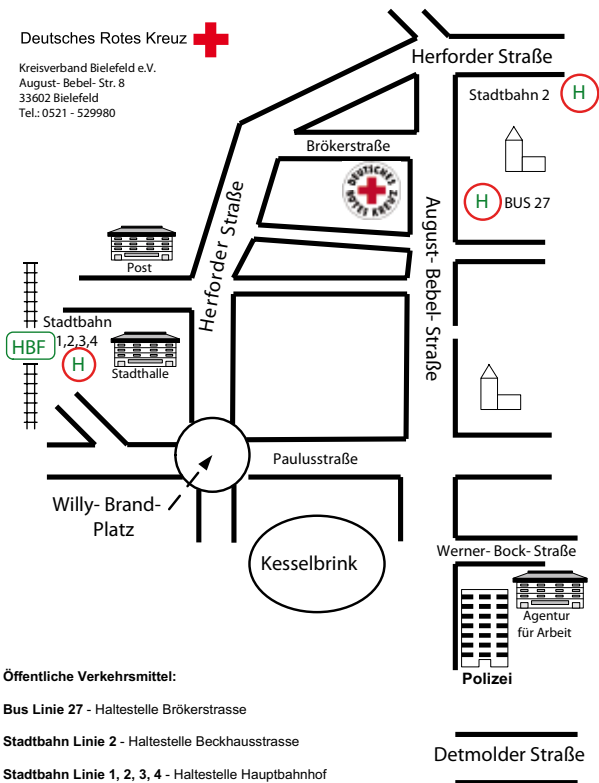 Deutsches Rotes Kreuz
Kreisverband Bielefeld e.V.
August- Bebel- Str. 8
33602 Bielefeld
Tel.: 0521 - 529980
Herforder Straße
Stadtbahn 2
H
Brökerstraße
DEUTSCHES
ROTES KREUZ
H
BUS 27
Herforder Straße
August- Bebel- Straße
Post
Stadtbahn
1,2,3,4
HBF
H
Stadthalle
Paulusstraße
Willy- Brand-
Platz
Kesselbrink
Werner- Bock- Straße
Agentur
für Arbeit
Polizei
Öffentliche Verkehrsmittel:
Bus Linie 27 - Haltestelle Brökerstrasse
Stadtbahn Linie 2 - Haltestelle Beckhausstrasse
Detmolder Straße
Stadtbahn Linie 1, 2, 3, 4 - Haltestelle Hauptbahnhof